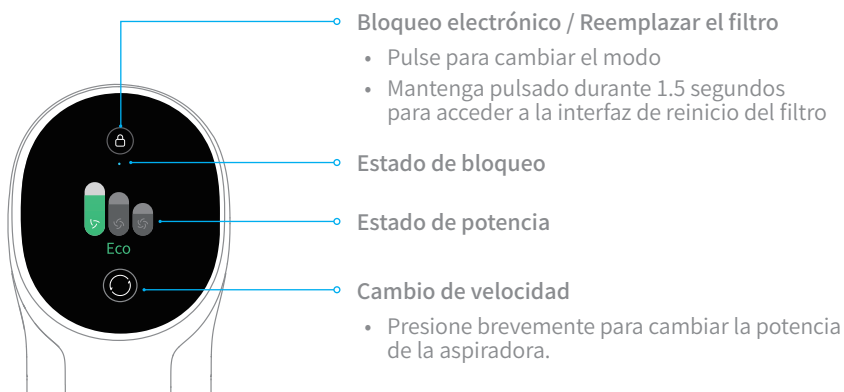 Bloqueo electrónico / Reemplazar el filtro
• Pulse para cambiar el modo
• Mantenga pulsado durante 1.5 segundos
para acceder a la interfaz de reinicio del filtro
Estado de bloqueo
Estado de potencia
Eco
Cambio de velocidad
• Presione brevemente para cambiar la potencia
de la aspiradora.